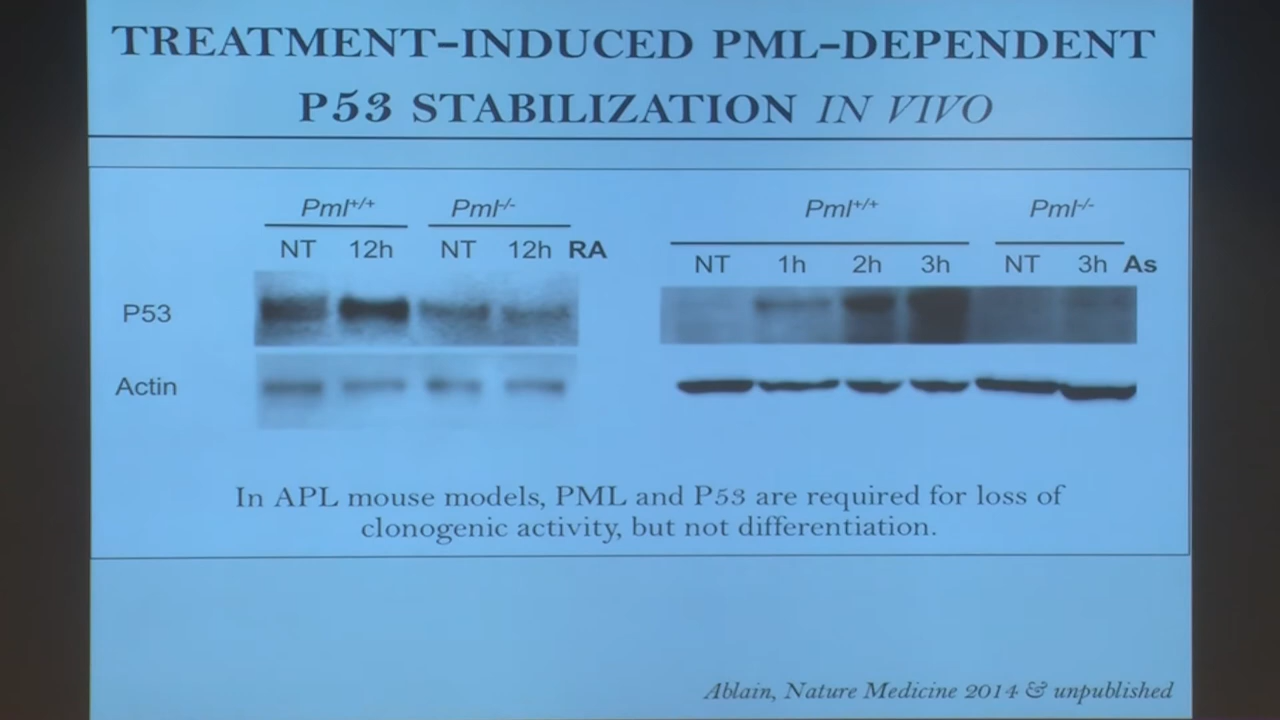 TREATMENT-INDUCED PML-DEPENDENT
P53 STABILIZATION IN VIVO
Pml+/+ Pml-/-
NT 12h NT 12h RA
Pml+/+ Pml-/-
NT 1h 2h 3h NT 3h As
P53
Actin
In APL mouse models, PML and P53 are required for loss of
clonogenic activity, but not differentiation.
Ablain, Nature Medicine 2014 & unpublished